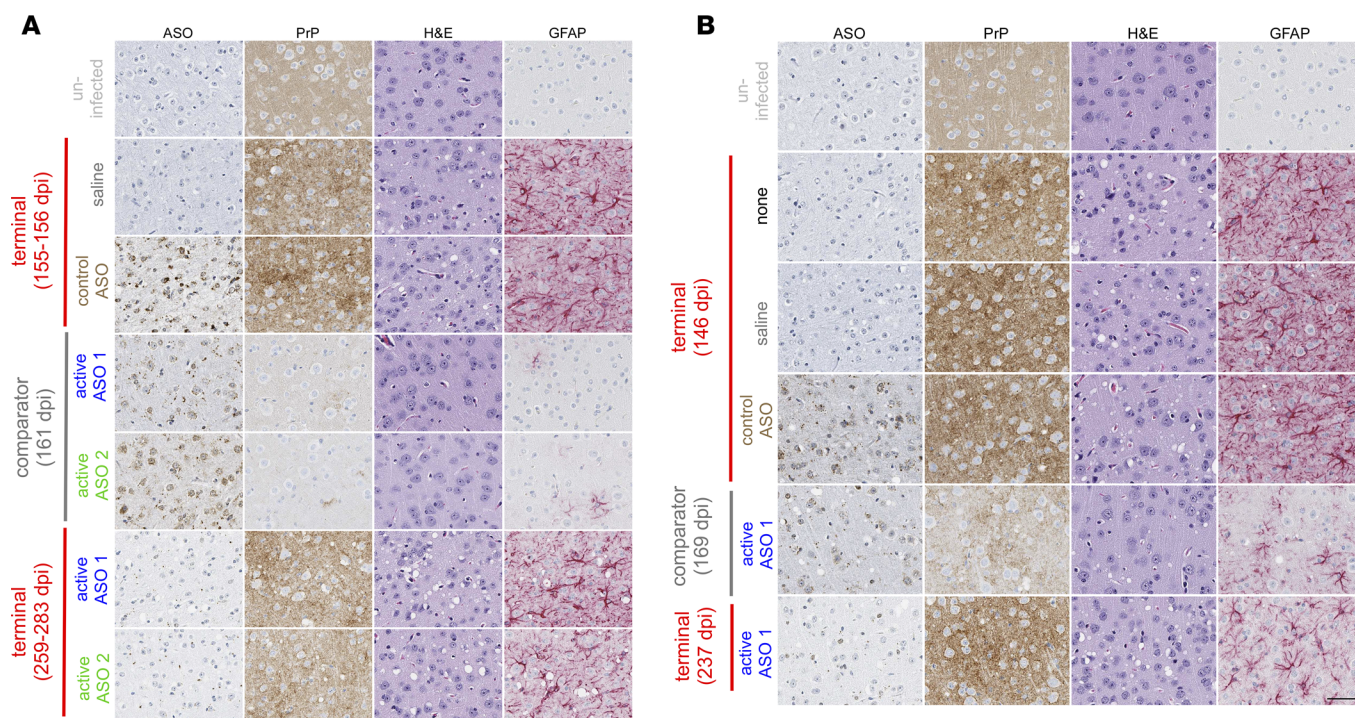 A
ASO PrP H&E GFAP
un-
infected
terminal
(155-156 dpi)
saline
control
ASO
comparator
(161 dpi)
active
ASO 1
active
ASO 2
terminal
(259-283 dpi)
active
ASO 1
active
ASO 2
B
ASO PrP H&E GFAP
un-
infected
terminal
(146 dpi)
none
saline
control
ASO
comparator
(169 dpi)
active
ASO 1
terminal
(237 dpi)
active
ASO 1